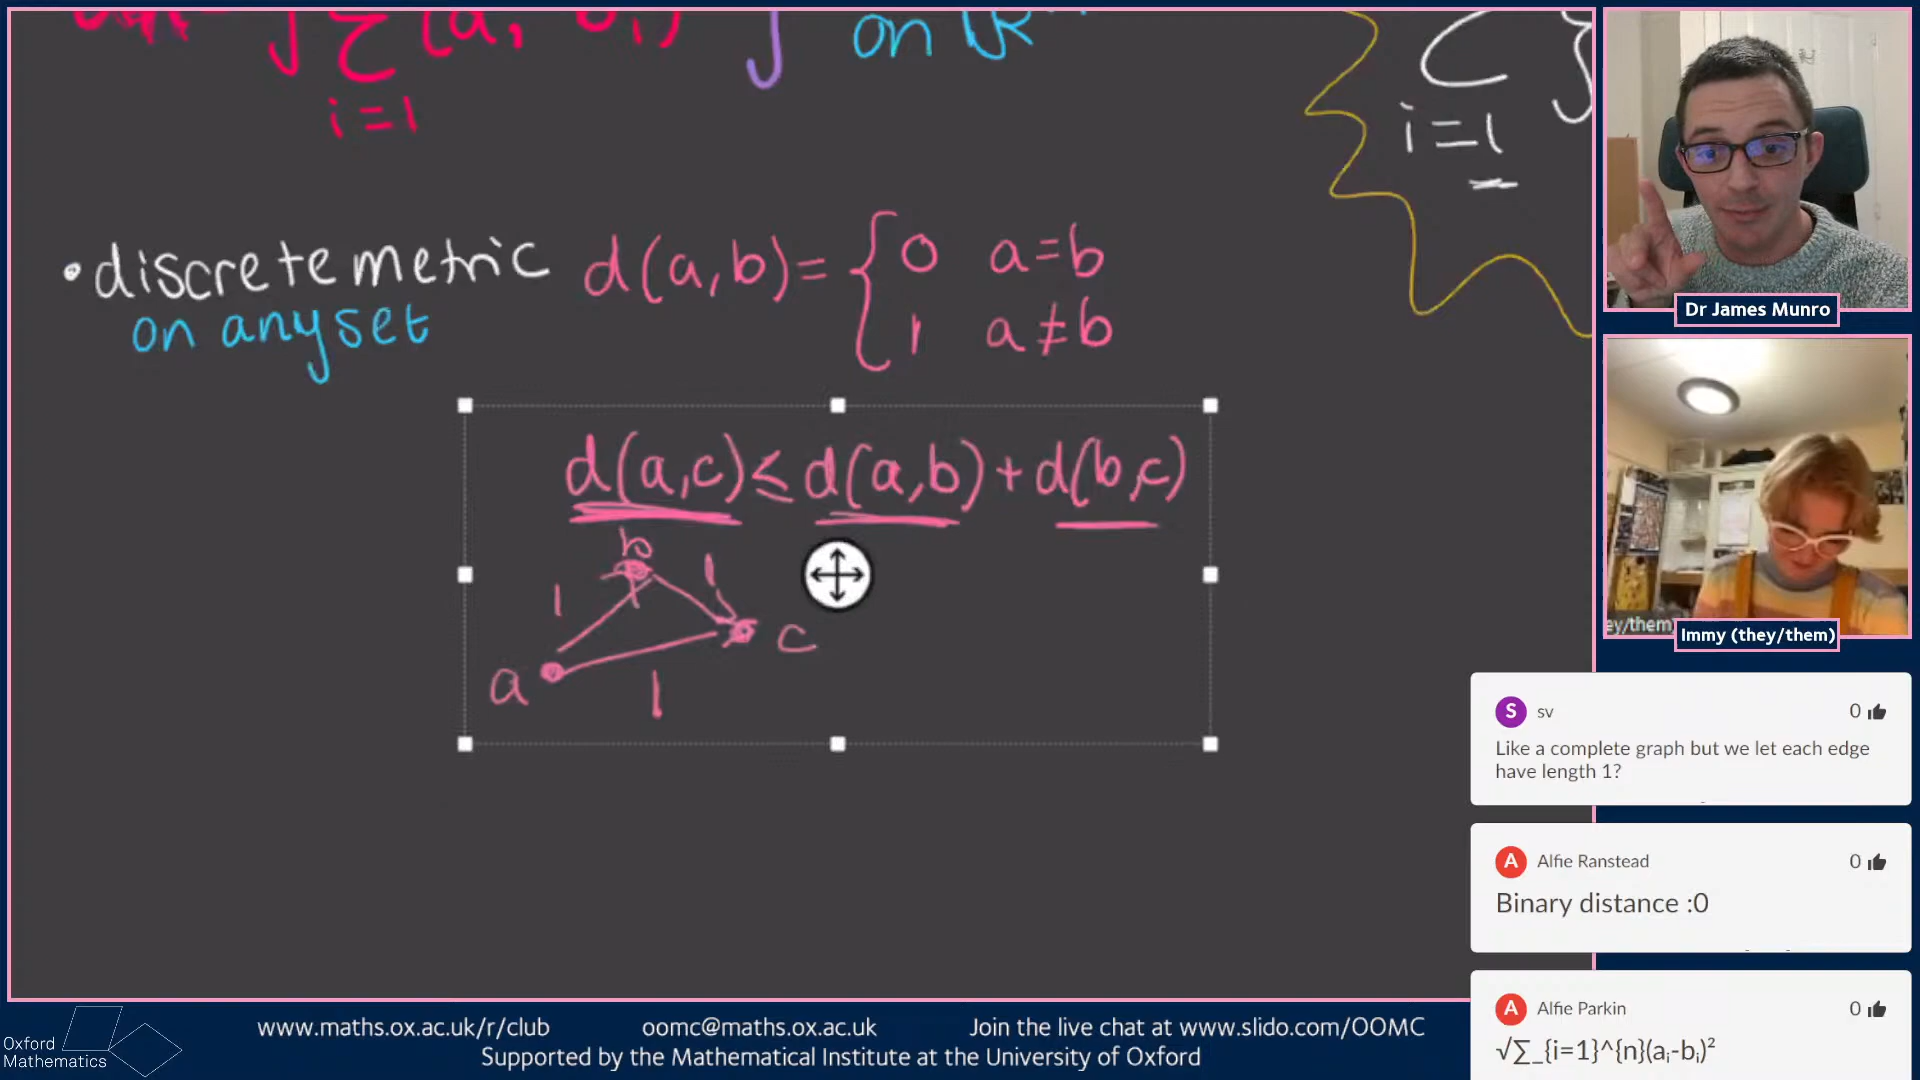 i=1
on
i=1
• discrete metric d(a,b)= { 0 a=b
1 a≠b
on any set
d(a,c) ≤ d(a,b) + d(b,c)
b
1 1
a c
1
Dr James Munro
ey/them)
Immy (they/them)
S sv 0
Like a complete graph but we let each edge
have length 1?
A Alfie Ranstead 0
Binary distance :0
A Alfie Parkin 0
√∑_{i=1}^{n}(aᵢ-bᵢ)²
Oxford
Mathematics
www.maths.ox.ac.uk/r/club oomc@maths.ox.ac.uk Join the live chat at www.slido.com/OOMC
Supported by the Mathematical Institute at the University of Oxford